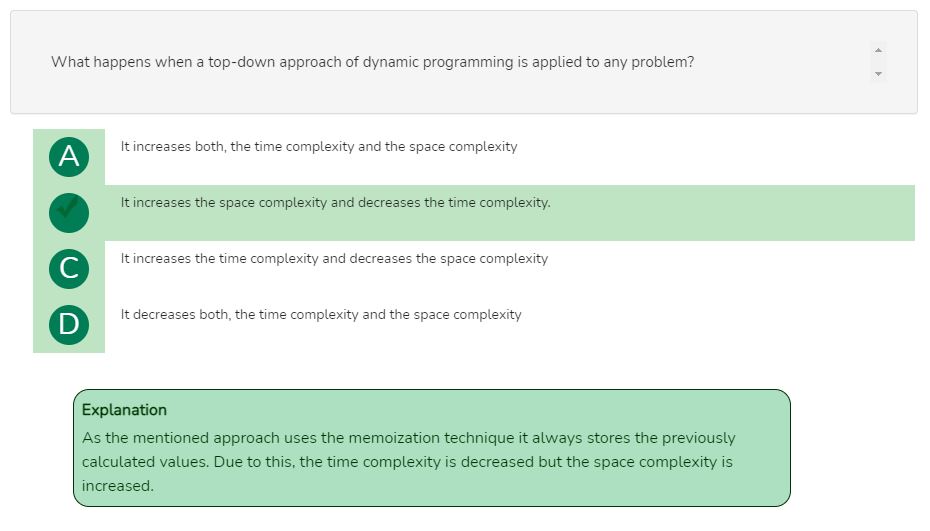 What happens when a top-down approach of dynamic programming is applied to any problem?
A It increases both, the time complexity and the space complexity
It increases the space complexity and decreases the time complexity.
C It increases the time complexity and decreases the space complexity
D It decreases both, the time complexity and the space complexity
Explanation
As the mentioned approach uses the memoization technique it always stores the previously
calculated values. Due to this, the time complexity is decreased but the space complexity is
increased.